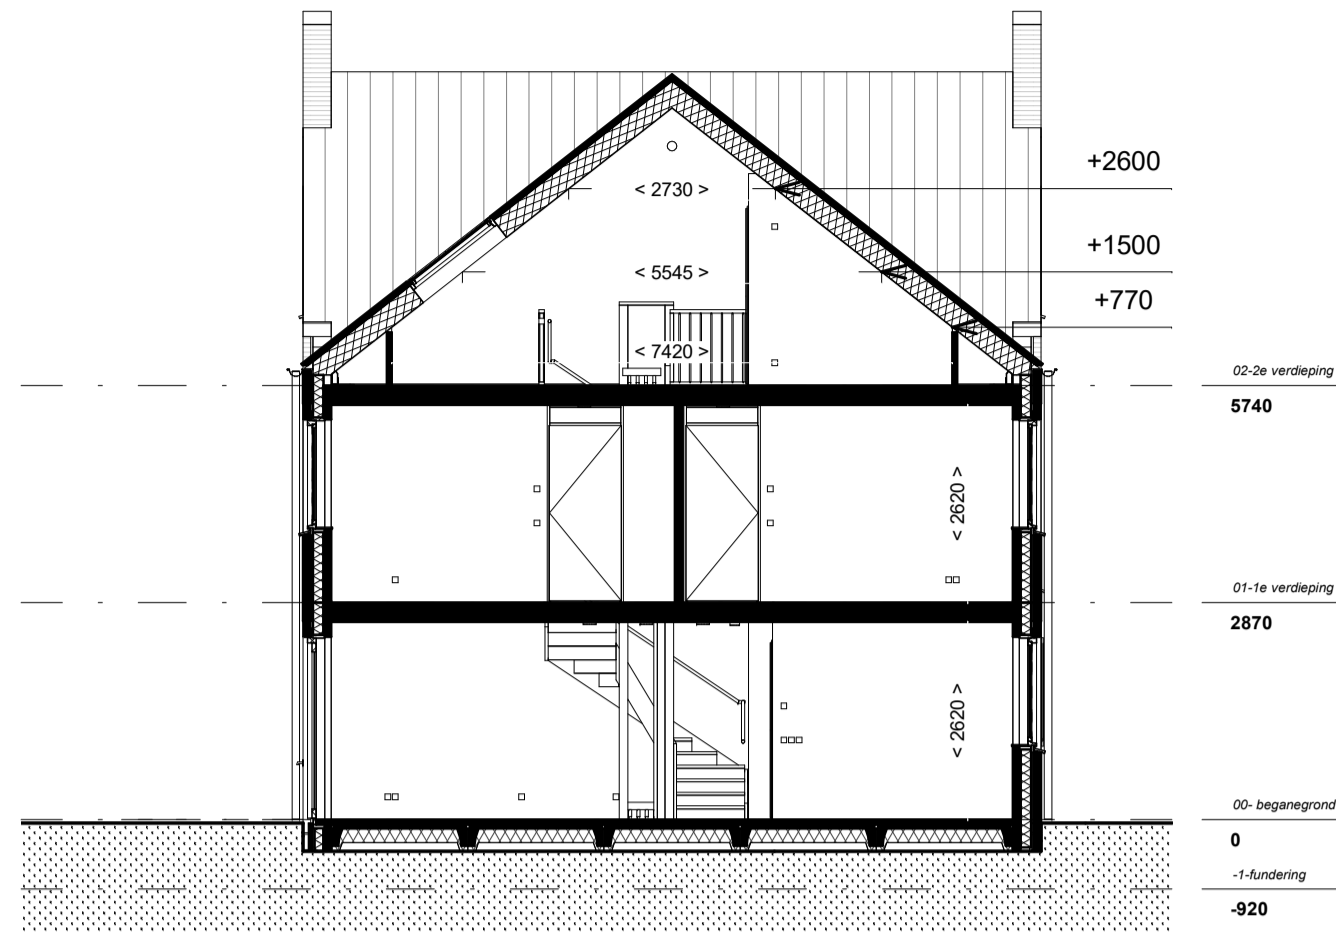 +2600
< 2730 >
+1500
< 5545 >
+770
< 7420 >
02-2e verdieping
5740
< 2620 >
01-1e verdieping
2870
< 2620 >
00- beganegrond
0
-1-fundering
-920